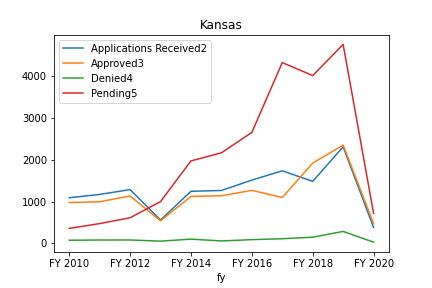 Kansas
Applications Received2
Approved3
Denied4
Pending5
4000
3000
2000
1000
0
FY 2010 FY 2012 FY 2014 FY 2016 FY 2018 FY 2020
fy